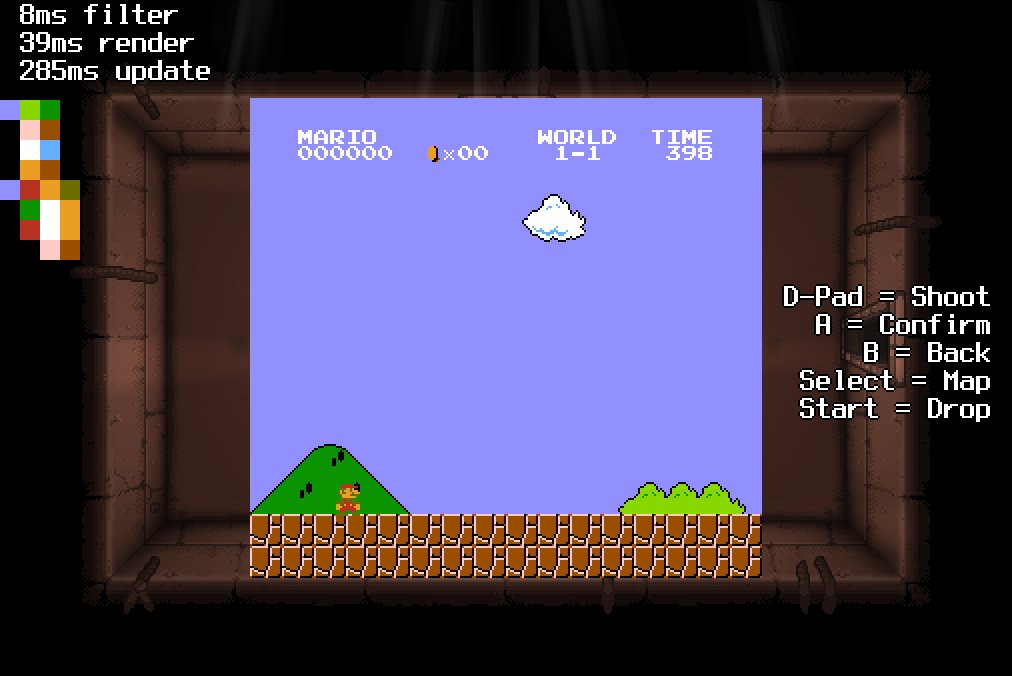 8ms filter
39ms render
285ms update
MARIO WORLD TIME
000000 ×00 1-1 398
D-Pad = Shoot
A = Confirm
B = Back
Select = Map
Start = Drop